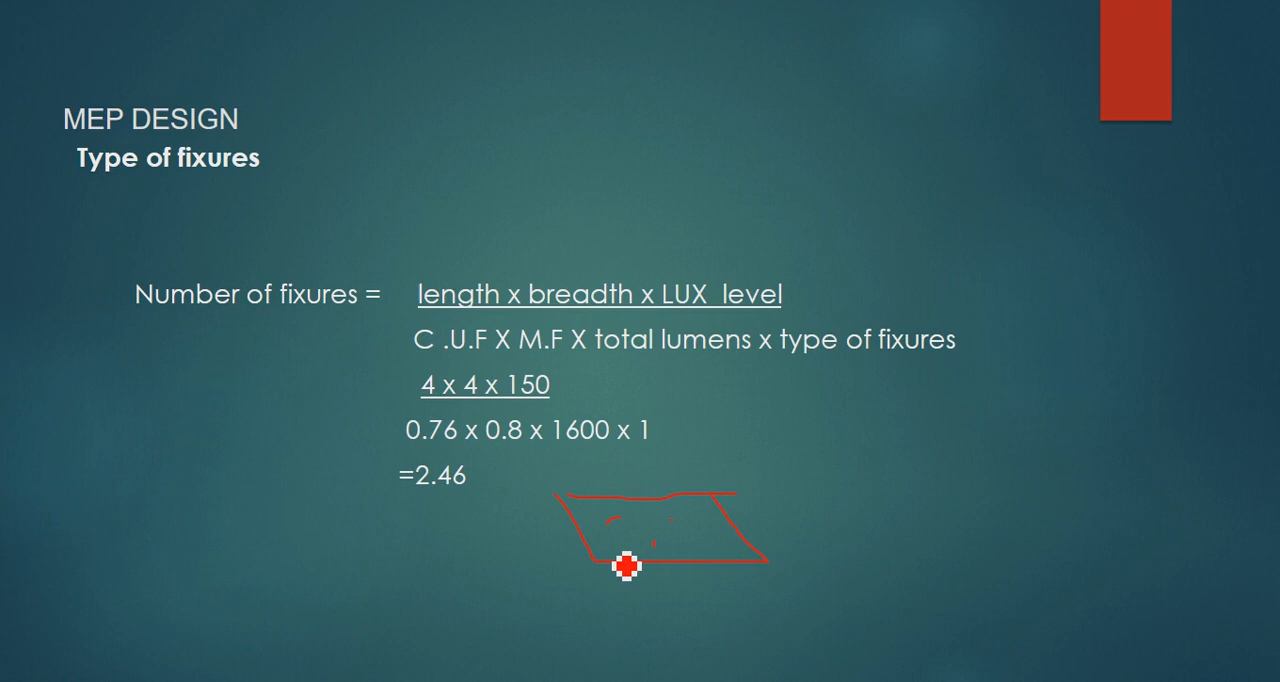 MEP DESIGN
Type of fixures
Number of fixures = length x breadth x LUX level
C .U.F X M.F X total lumens x type of fixures
4 x 4 x 150
0.76 x 0.8 x 1600 x 1
=2.46